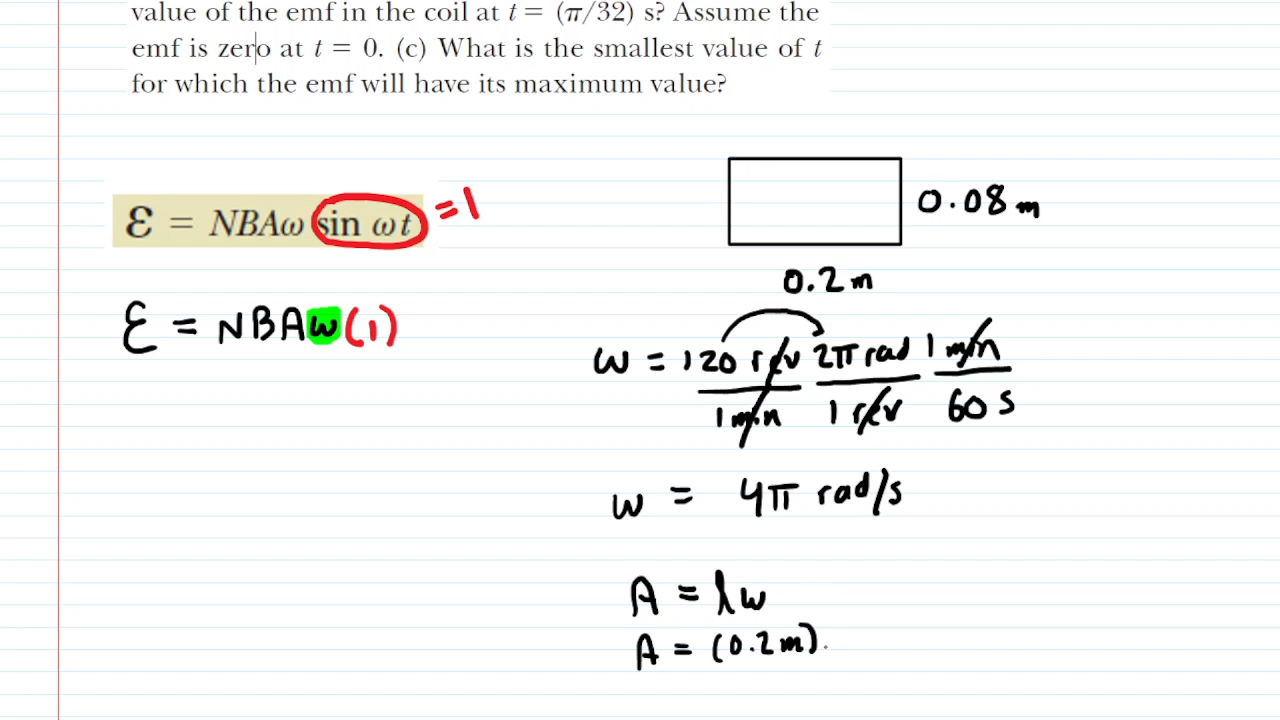 value of the emf in the coil at t = (π/32) s? Assume the
emf is zero at t = 0. (c) What is the smallest value of t
for which the emf will have its maximum value?
ℰ = NBAω sin ωt = 1
0.08 m
0.2 m
ℰ = NBAω(1)
ω = 120 rev 2π rad 1 min
1 min 1 rev 60 s
ω = 4π rad/s
A = lw
A = (0.2 m)